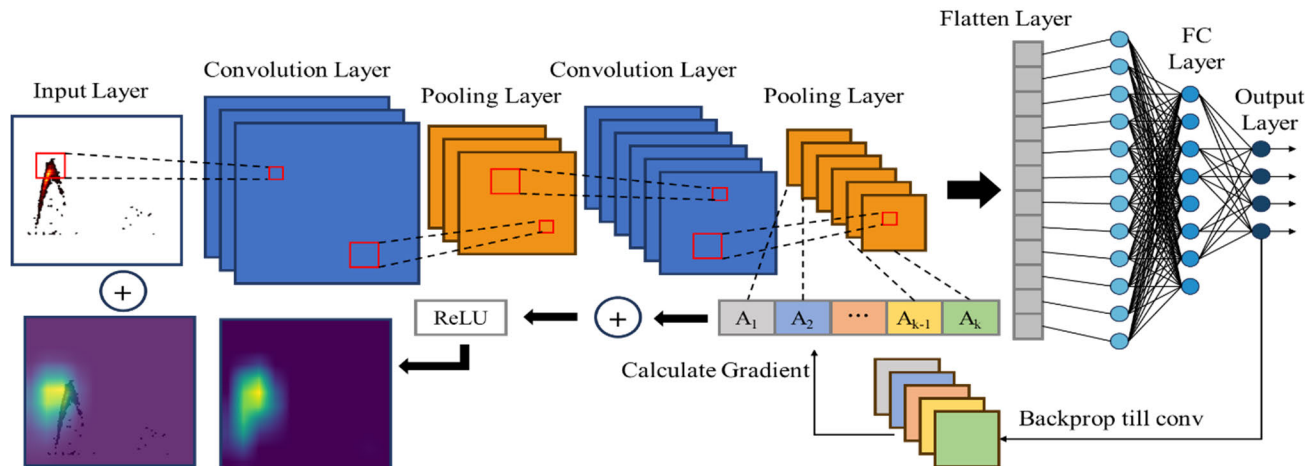 Input Layer
Convolution Layer
Pooling Layer
Convolution Layer
Pooling Layer
Flatten Layer
FC
Layer
Output
Layer
+
ReLU
+
A1
A2
...
Ak-1
Ak
Calculate Gradient
Backprop till conv